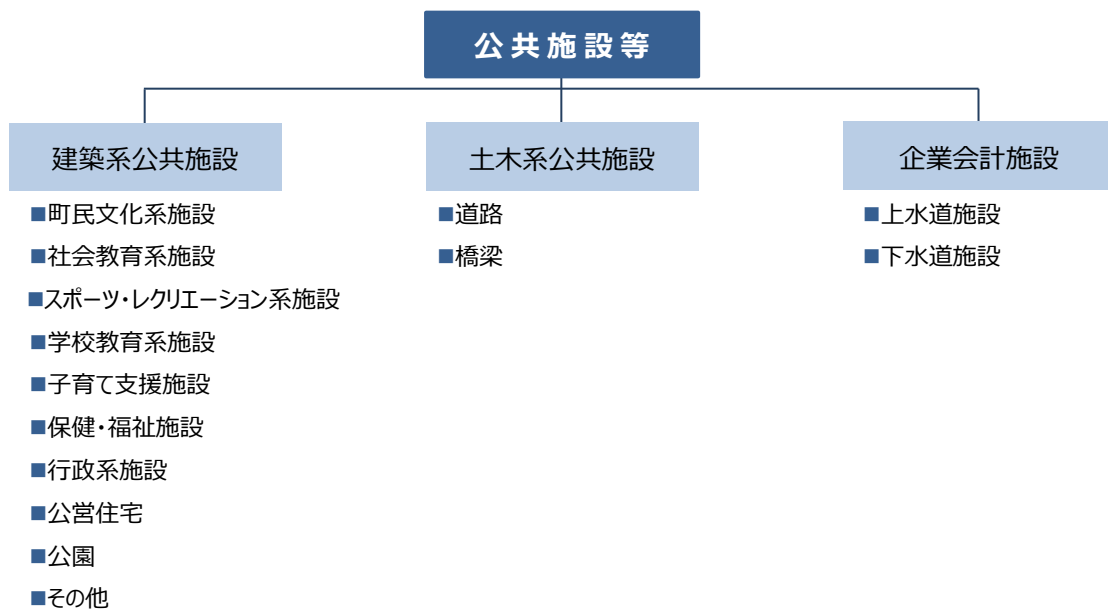 公共施設等
建築系公共施設
■町民文化系施設
■社会教育系施設
■スポーツ・レクリエーション系施設
■学校教育系施設
■子育て支援施設
■保健・福祉施設
■行政系施設
■公営住宅
■公園
■その他
土木系公共施設
■道路
■橋梁
企業会計施設
■上水道施設
■下水道施設